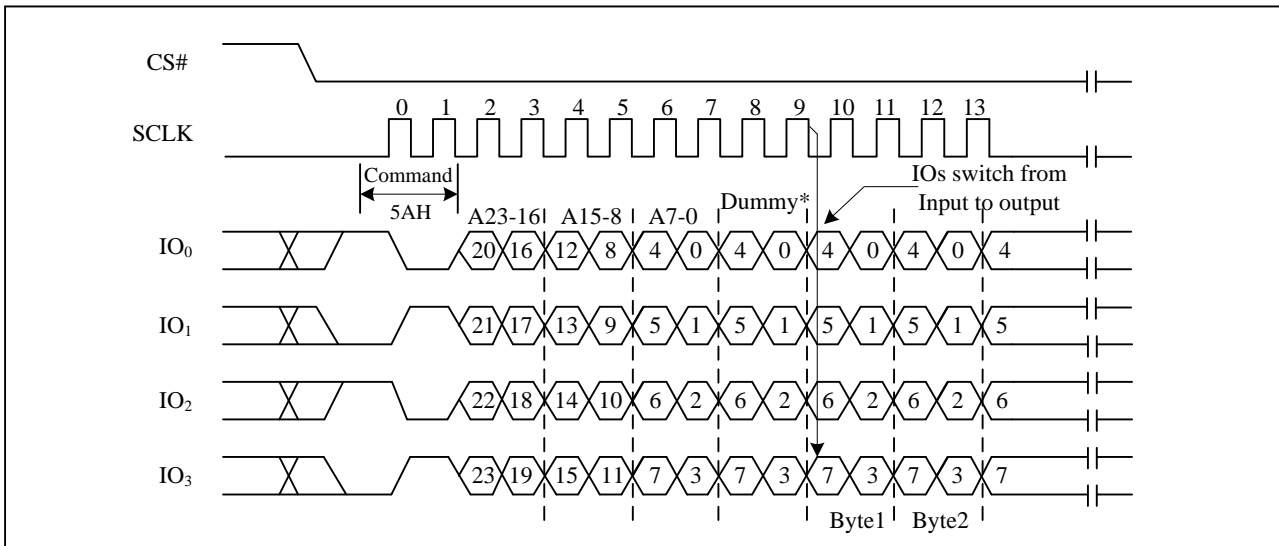 CS#
0 1 2 3 4 5 6 7 8 9 10 11 12 13
SCLK
Command
IOs switch from
Input to output
5AH
A23-16 A15-8 A7-0 Dummy*
IO₀ 20 16 12 8 4 0 4 0 4 0 4 0 4
IO₁ 21 17 13 9 5 1 5 1 5 1 5 1 5
IO₂ 22 18 14 10 6 2 6 2 6 2 6 2 6
IO₃ 23 19 15 11 7 3 7 3 7 3 7 3 7
Byte1 Byte2